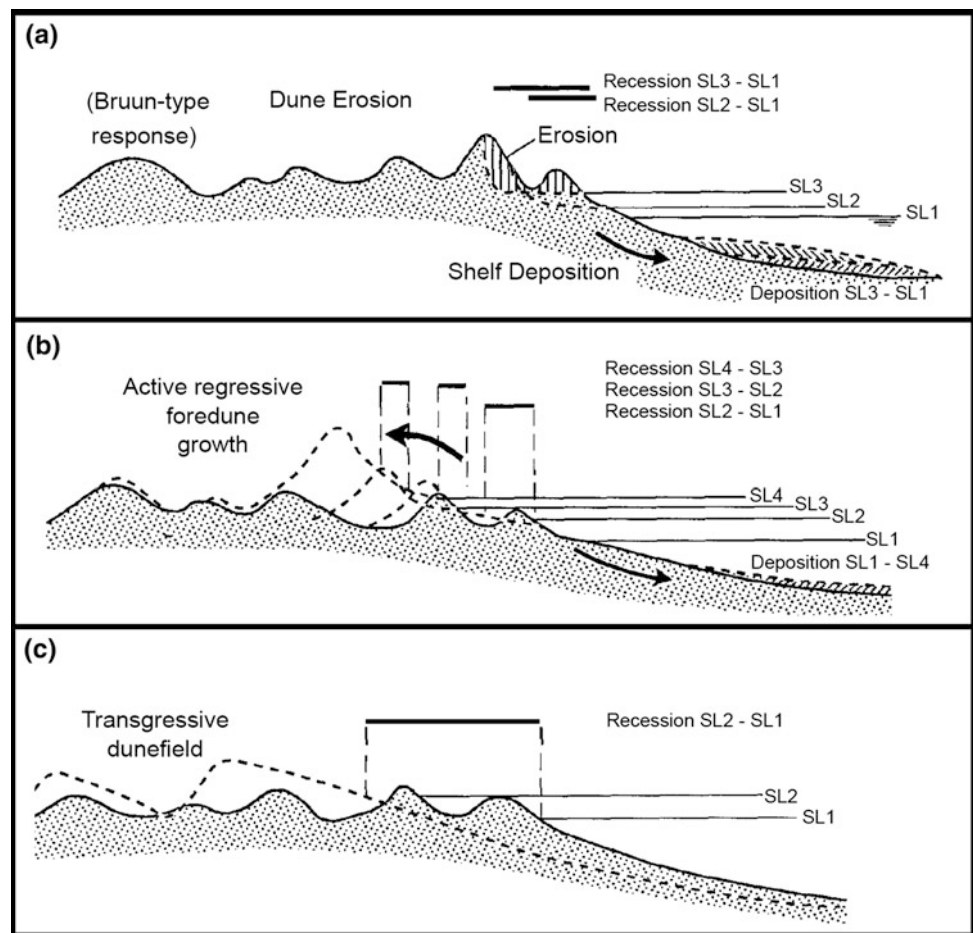 (a)
(Bruun-type
response)
Dune Erosion
Recession SL3 - SL1
Recession SL2 - SL1
Erosion
SL3
SL2
SL1
Shelf Deposition
Deposition SL3 - SL1
(b)
Active regressive
foredune
growth
Recession SL4 - SL3
Recession SL3 - SL2
Recession SL2 - SL1
SL4
SL3
SL2
SL1
Deposition SL1 - SL4
(c)
Transgressive
dunefield
Recession SL2 - SL1
SL2
SL1